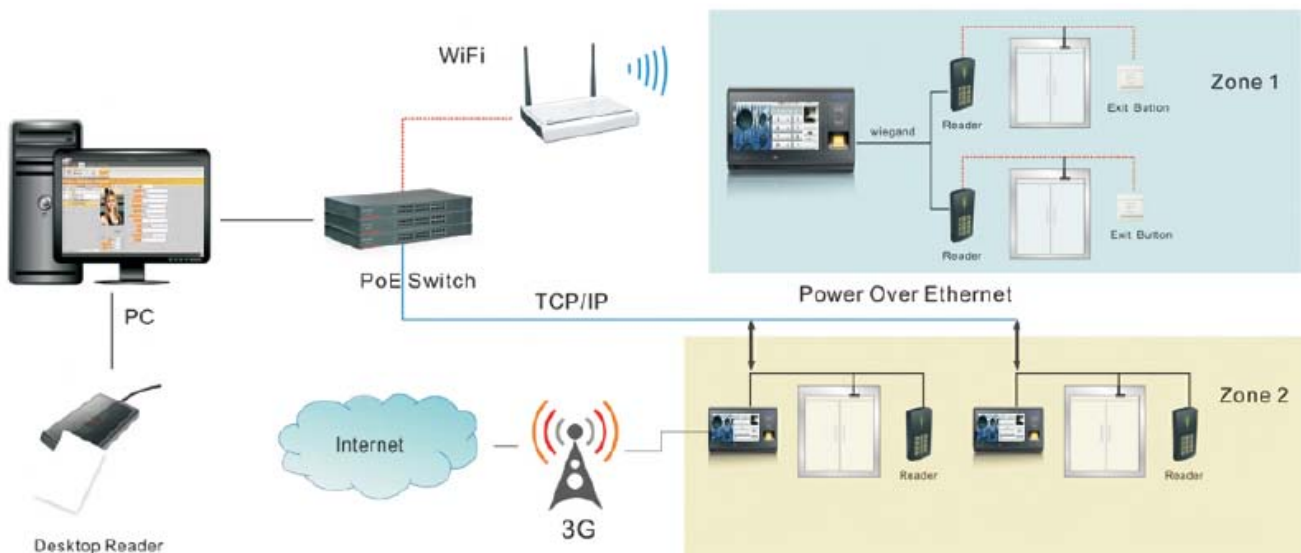 WiFi
Zone 1
wiegand
Reader
Exit Button
Reader
Exit Button
PoE Switch
PC
TCP/IP
Power Over Ethernet
Zone 2
Internet
3G
Reader
Reader
Desktop Reader